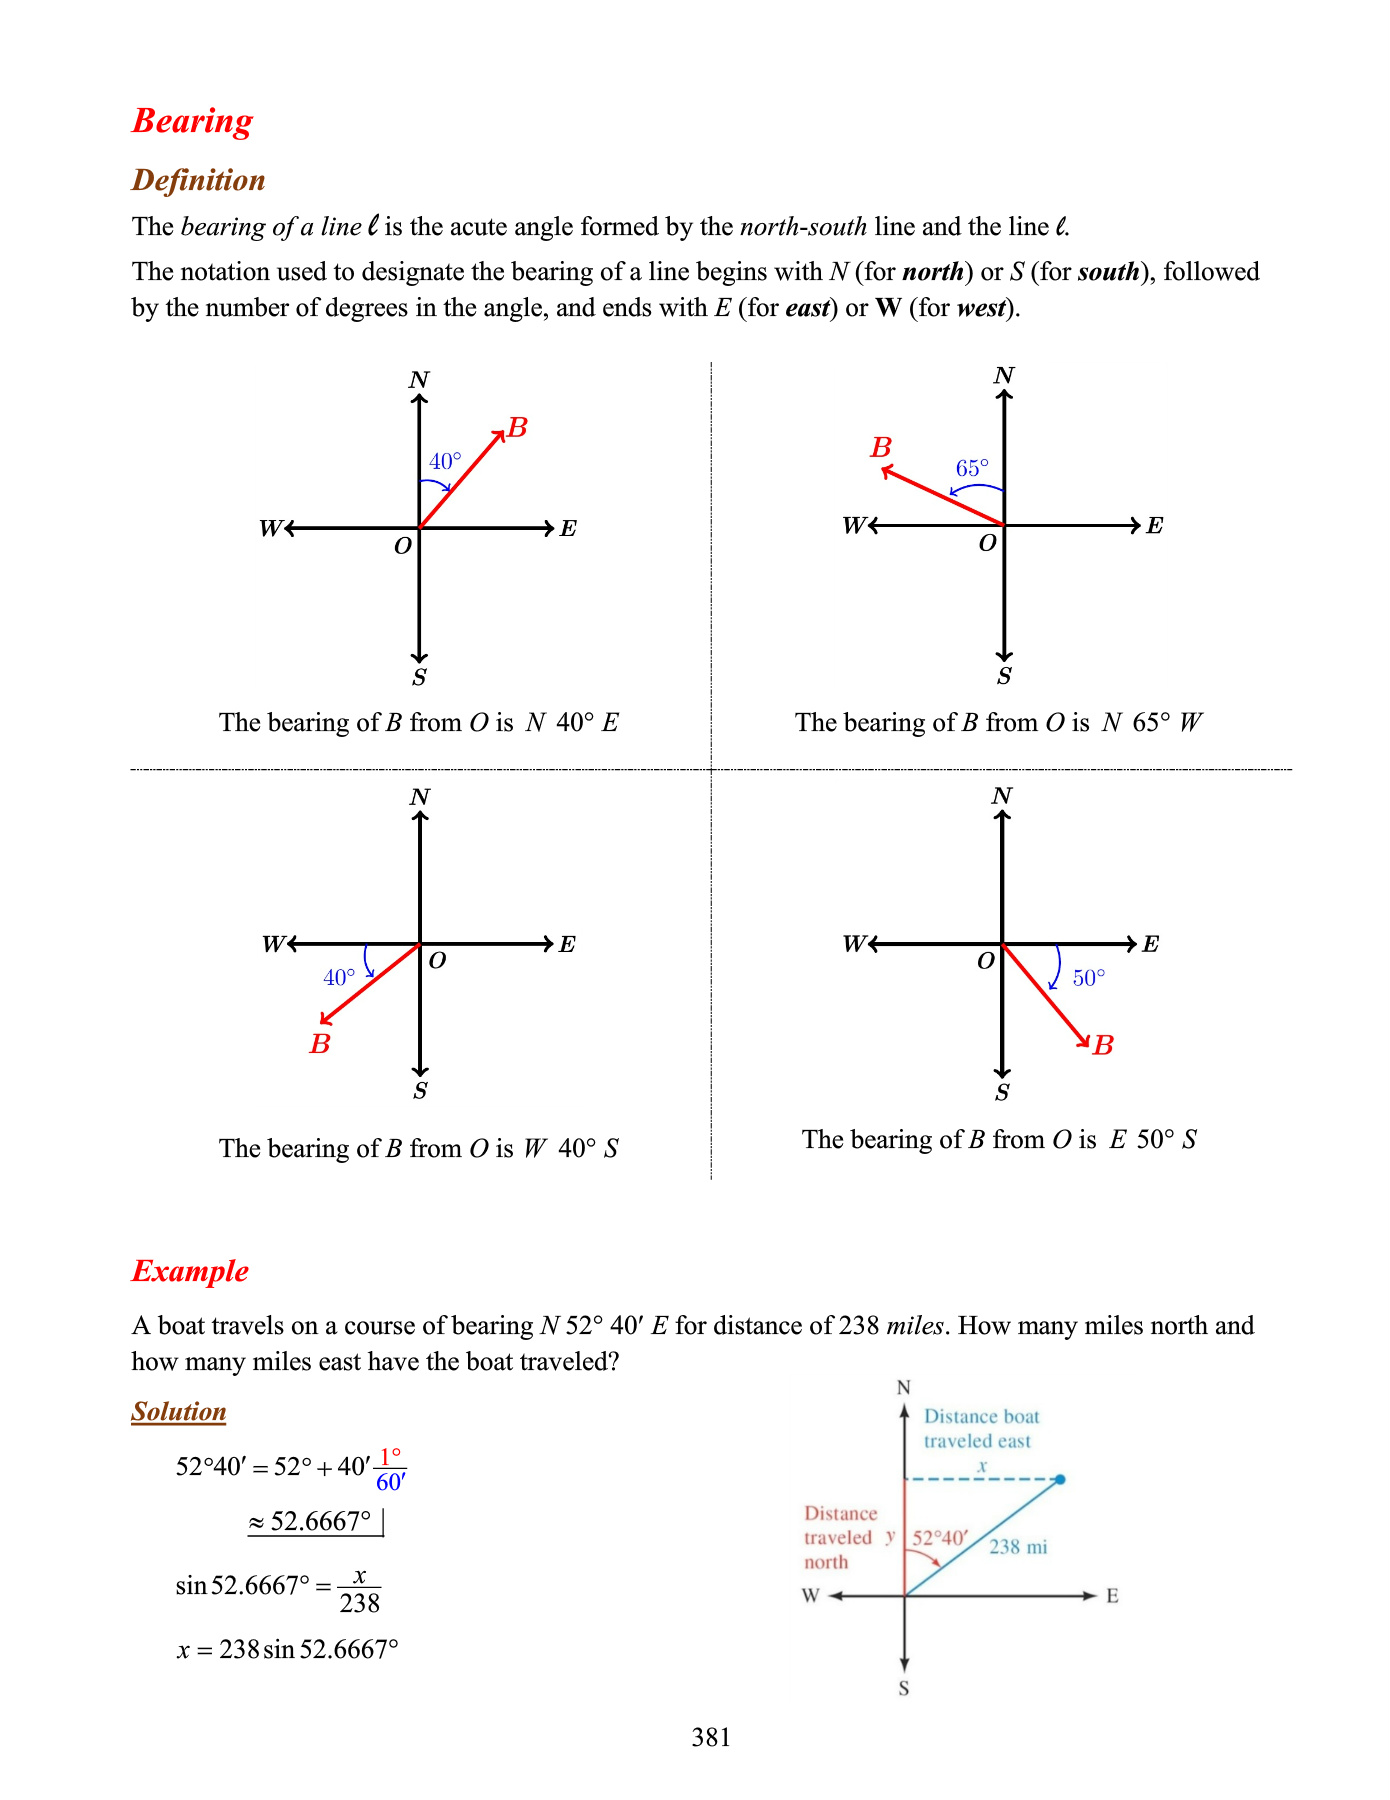 Bearing
Definition
The bearing of a line ℓ is the acute angle formed by the north-south line and the line ℓ.
The notation used to designate the bearing of a line begins with N (for north) or S (for south), followed
by the number of degrees in the angle, and ends with E (for east) or W (for west).
N
B
40°
W
E
O
S
The bearing of B from O is N 40° E
N
B
65°
W
E
O
S
The bearing of B from O is N 65° W
N
W
E
O
40°
B
S
The bearing of B from O is W 40° S
N
W
E
O
50°
B
S
The bearing of B from O is E 50° S
Example
A boat travels on a course of bearing N 52° 40′ E for distance of 238 miles. How many miles north and
how many miles east have the boat traveled?
Solution
52°40′ = 52° + 40′ 1°/60′
≈ 52.6667°
sin 52.6667° = x/238
x = 238 sin 52.6667°
N
Distance boat
traveled east
x
Distance
traveled y 52°40′
north
238 mi
W
E
S
381